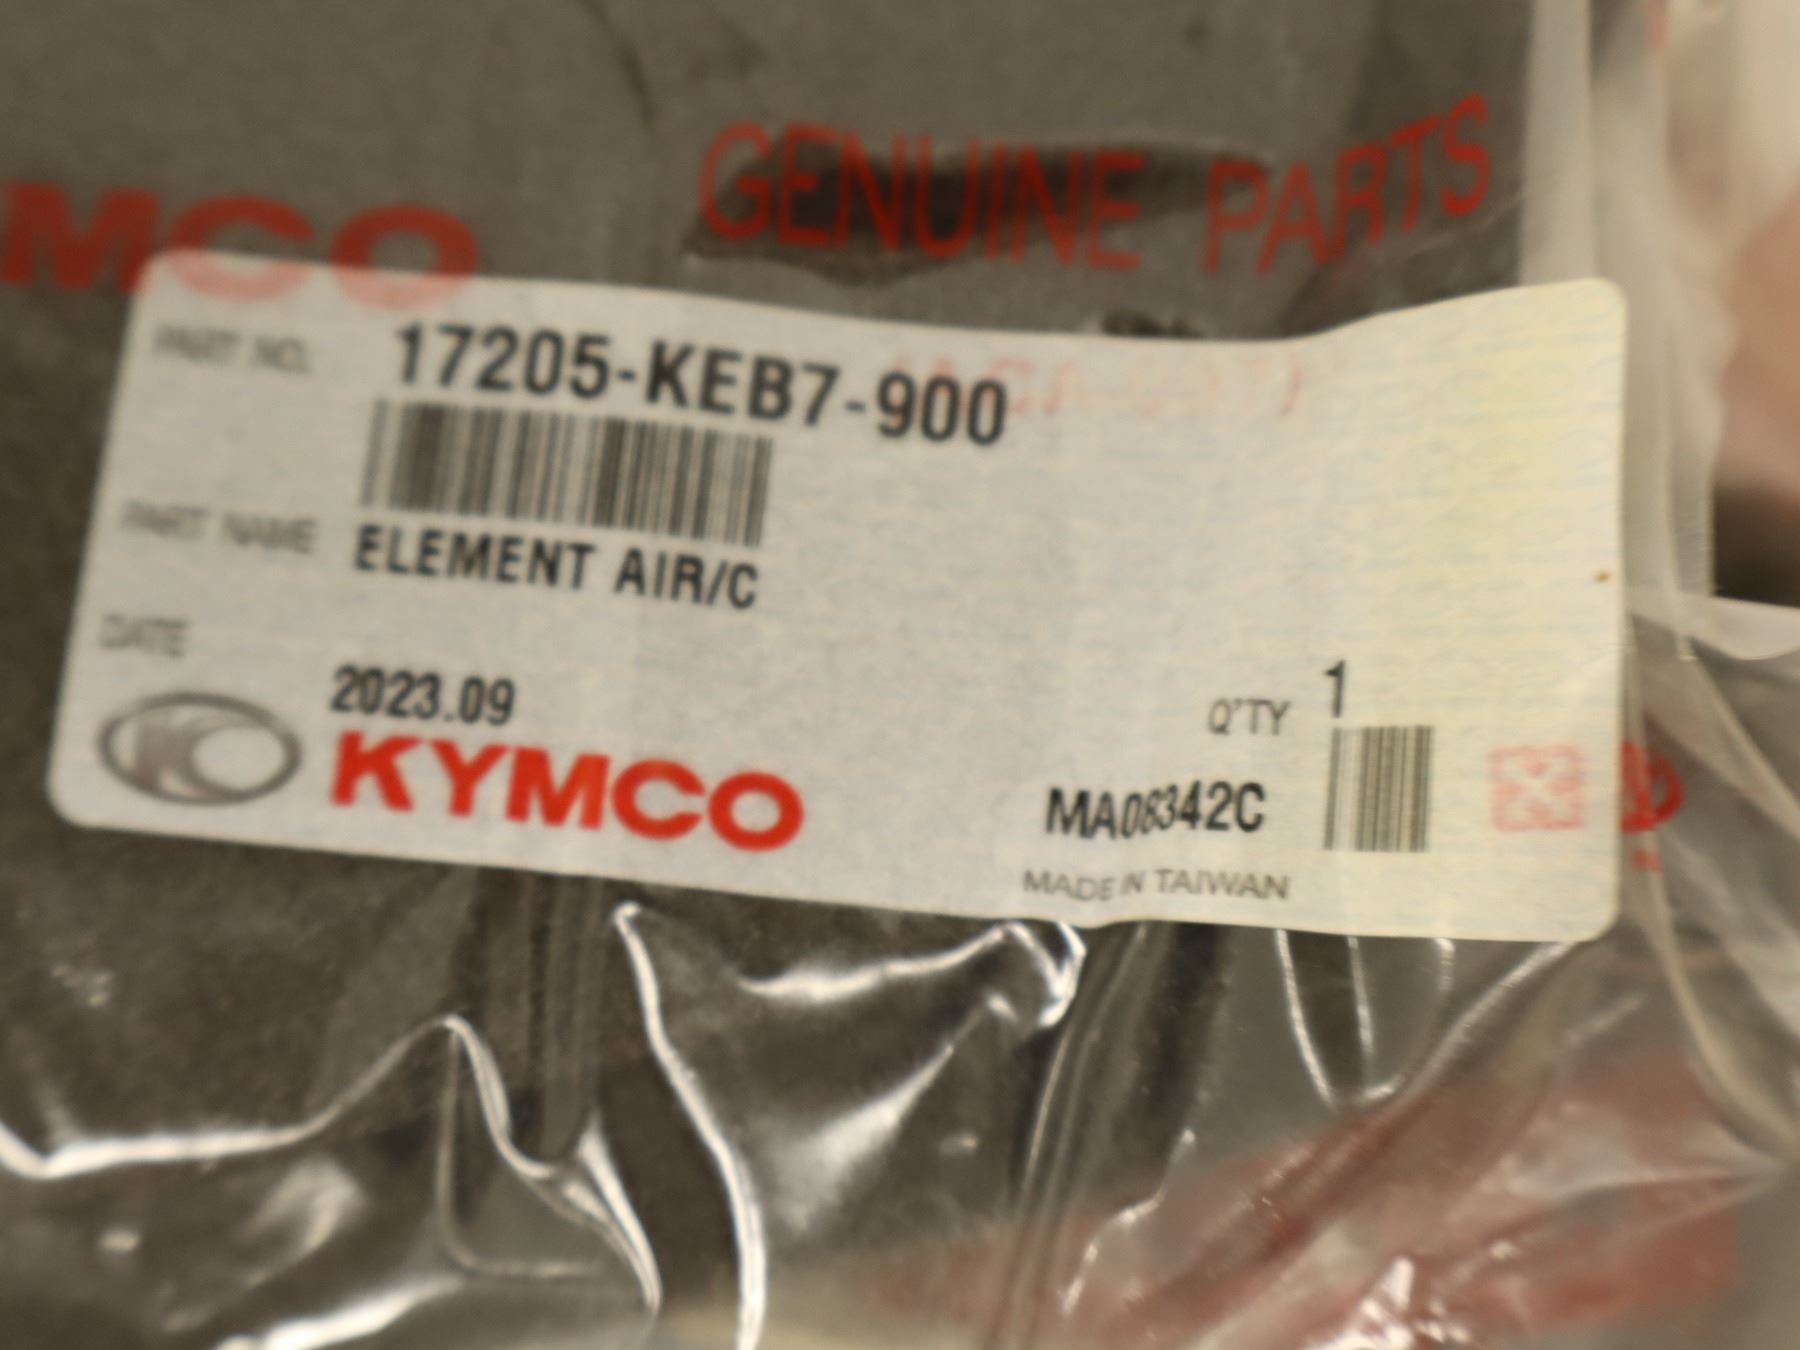 GENUINE PARTS
MCO
PART NO. 17205-KEB7-900
PART NAME ELEMENT AIR/C
DATE 2023.09
KYMCO
Q'TY 1
MA08342C
MADE IN TAIWAN